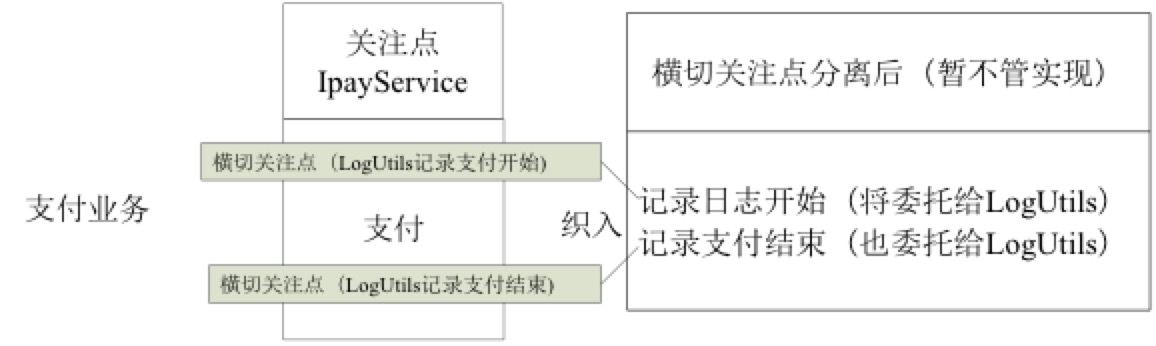 关注点
IpayService
横切关注点分离后（暂不管实现）
横切关注点（LogUtils记录支付开始)
支付业务
支付
织入
记录日志开始（将委托给LogUtils）
记录支付结束（也委托给LogUtils）
横切关注点（LogUtils记录支付结束)